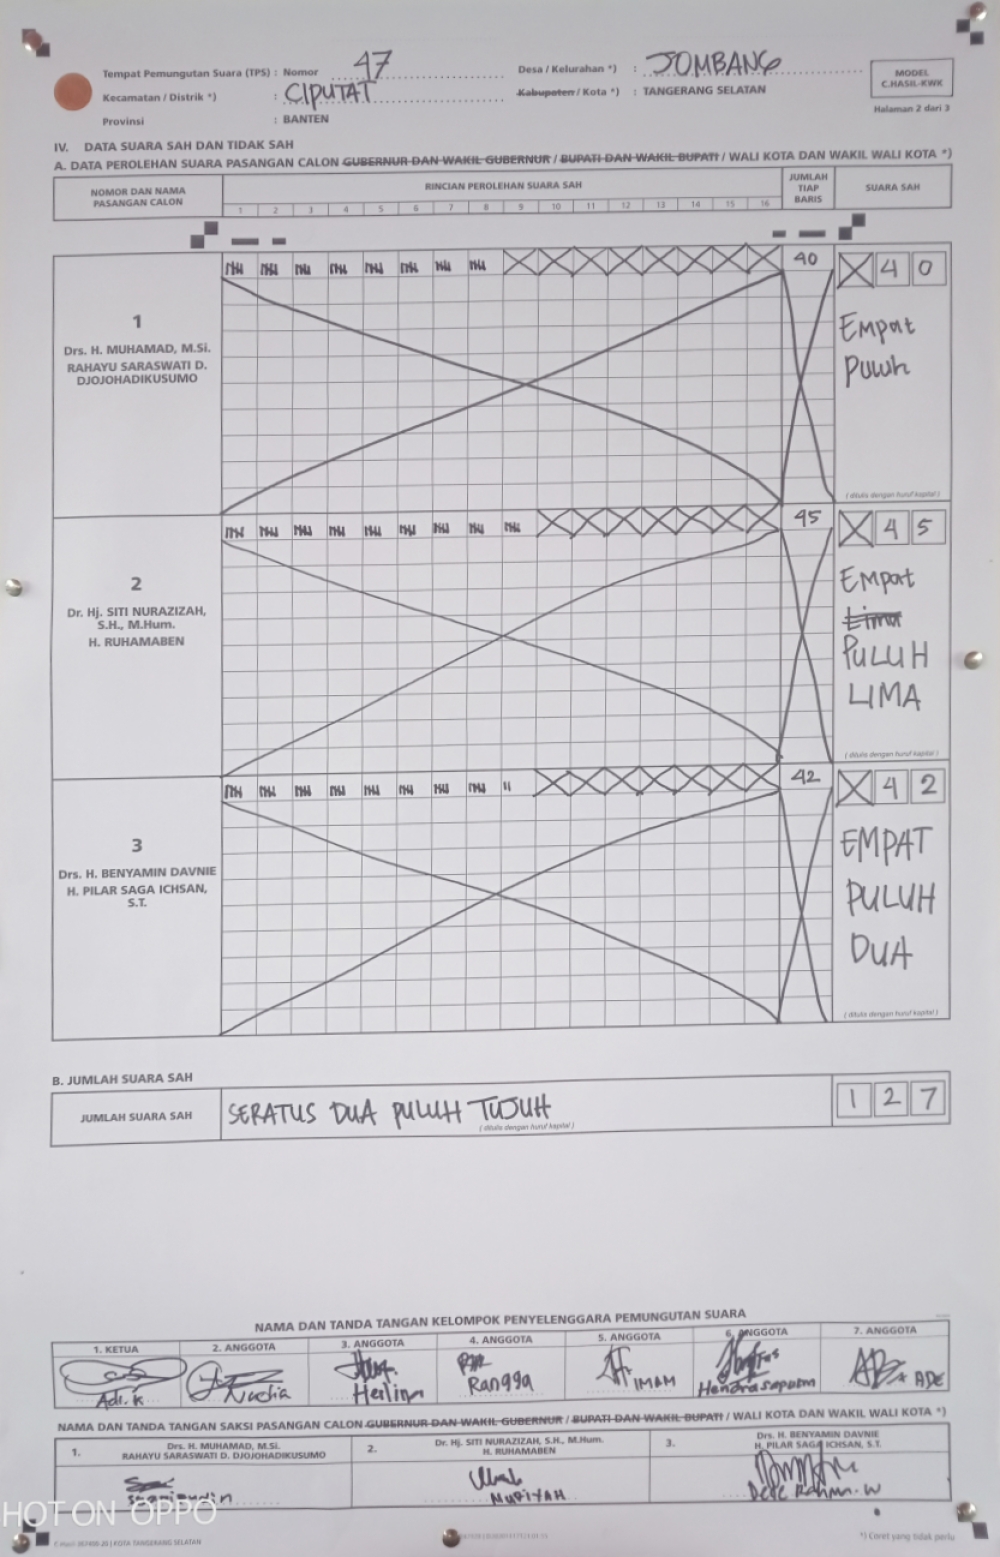 Tempat Pemungutan Suara (TPS) : Nomor 47
Desa / Kelurahan *) : JOMBANG
Kecamatan / Distrik *) : CIPUTAT
Kabupaten / Kota *) : TANGERANG SELATAN
Provinsi : BANTEN
MODEL
C.HASIL-KWK
Halaman 2 dari 3
IV. DATA SUARA SAH DAN TIDAK SAH
A. DATA PEROLEHAN SUARA PASANGAN CALON GUBERNUR DAN WAKIL GUBERNUR / BUPATI DAN WAKIL BUPATI / WALI KOTA DAN WAKIL WALI KOTA *)
NOMOR DAN NAMA
PASANGAN CALON
RINCIAN PEROLEHAN SUARA SAH
1 2 3 4 5 6 7 8 9 10 11 12 13 14 15 16
JUMLAH
TIAP
BARIS
SUARA SAH
1
Drs. H. MUHAMAD, M.Si.
RAHAYU SARASWATI D.
DJOJOHADIKUSUMO
40
X 4 0
Empat
Puluh
( ditulis dengan huruf kapital )
2
Dr. Hj. SITI NURAZIZAH,
S.H., M.Hum.
H. RUHAMABEN
45
X 4 5
EMpat
Lima
PULUH
LIMA
( ditulis dengan huruf kapital )
3
Drs. H. BENYAMIN DAVNIE
H. PILAR SAGA ICHSAN,
S.T.
42
X 4 2
EMPAT
PULUH
DUA
( ditulis dengan huruf kapital )
B. JUMLAH SUARA SAH
JUMLAH SUARA SAH
SERATUS DUA PULUH TUJUH
( ditulis dengan huruf kapital )
1 2 7
NAMA DAN TANDA TANGAN KELOMPOK PENYELENGGARA PEMUNGUTAN SUARA
1. KETUA
2. ANGGOTA
3. ANGGOTA
4. ANGGOTA
5. ANGGOTA
6. ANGGOTA
7. ANGGOTA
Adi. K
Nadia
Herlina
Rangga
IMAM
Hendra saputra
ADE
NAMA DAN TANDA TANGAN SAKSI PASANGAN CALON GUBERNUR DAN WAKIL GUBERNUR / BUPATI DAN WAKIL BUPATI / WALI KOTA DAN WAKIL WALI KOTA *)
1. Drs. H. MUHAMAD, M.Si.
RAHAYU SARASWATI D. DJOJOHADIKUSUMO
2. Dr. Hj. SITI NURAZIZAH, S.H., M.Hum.
H. RUHAMABEN
3. Drs. H. BENYAMIN DAVNIE
H. PILAR SAGA ICHSAN, S.T.
NURIYAH
HOT ON OPPO
KOTA TANGERANG SELATAN
*) Coret yang tidak perlu